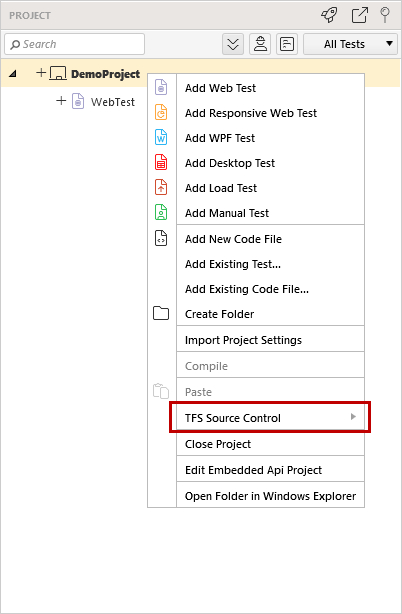 PROJECT
Search
All Tests
DemoProject
WebTest
Add Web Test
Add Responsive Web Test
Add WPF Test
Add Desktop Test
Add Load Test
Add Manual Test
Add New Code File
Add Existing Test...
Add Existing Code File...
Create Folder
Import Project Settings
Compile
Paste
TFS Source Control
Close Project
Edit Embedded Api Project
Open Folder in Windows Explorer